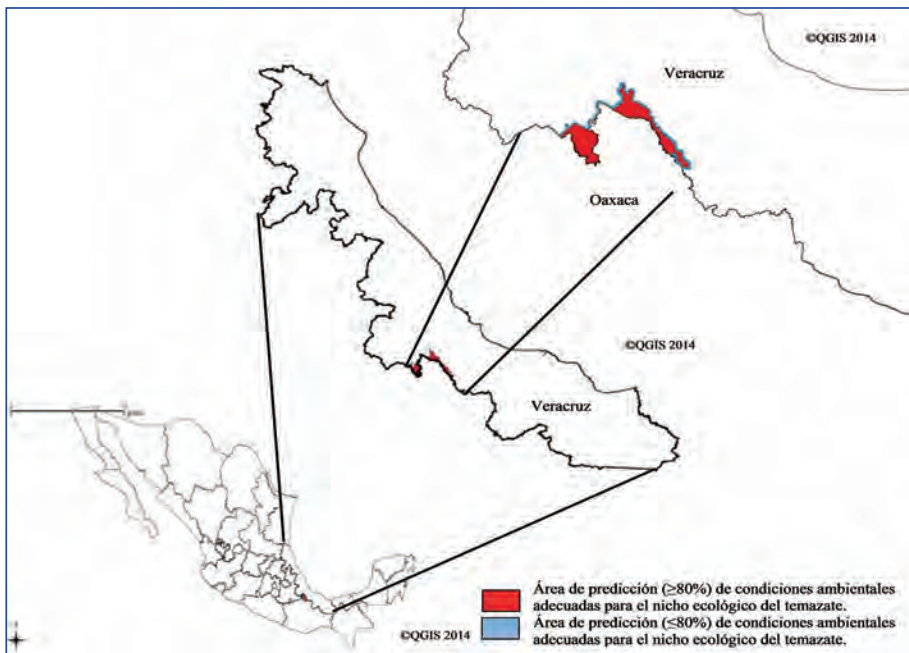 ©QGIS 2014
Veracruz
Oaxaca
©QGIS 2014
Veracruz
Área de predicción (≥80%) de condiciones ambientales
adecuadas para el nicho ecológico del temazate.
Área de predicción (≤80%) de condiciones ambientales
adecuadas para el nicho ecológico del temazate.
©QGIS 2014